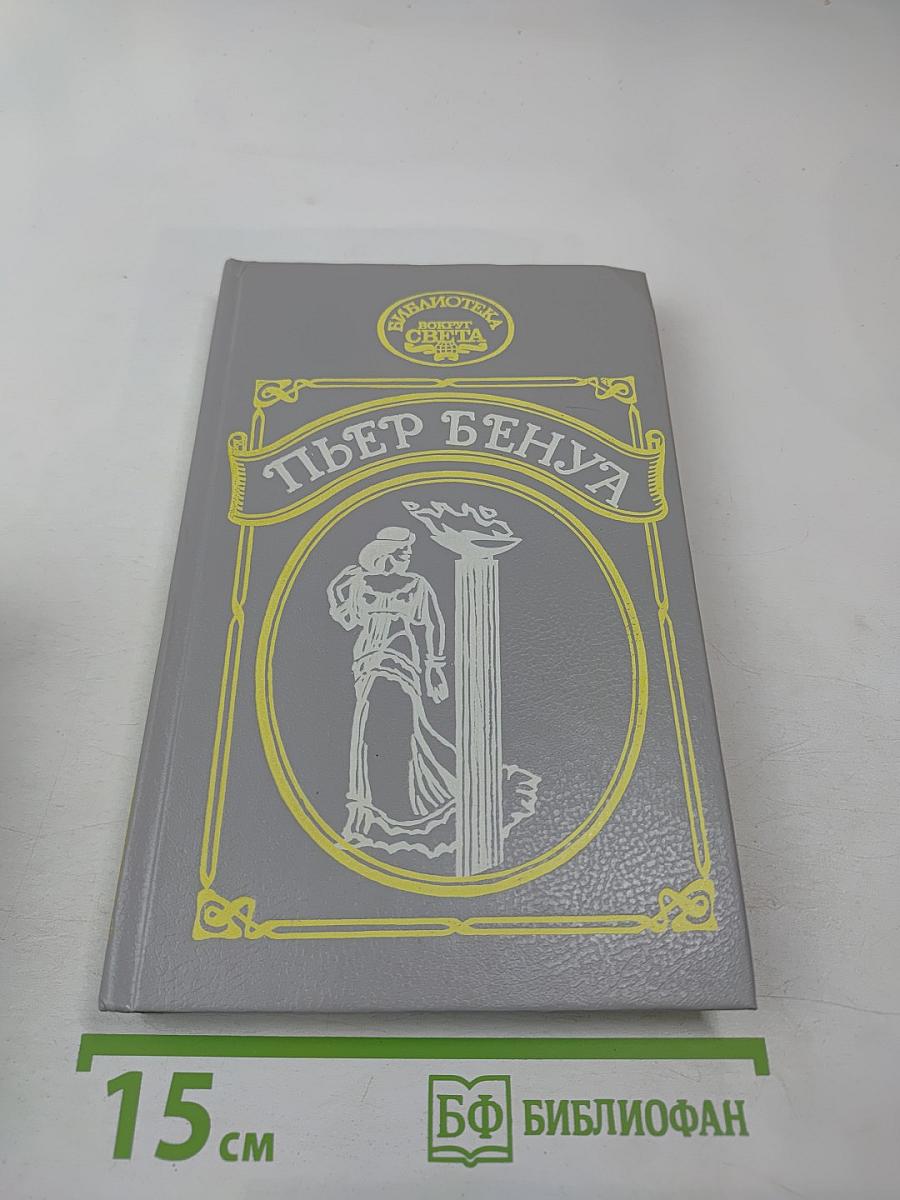 БИБЛИОТЕКА
ВОКРУГ
СВЕТА
ПЬЕР БЕНУА
15 см
БФ БИБЛИОФАН